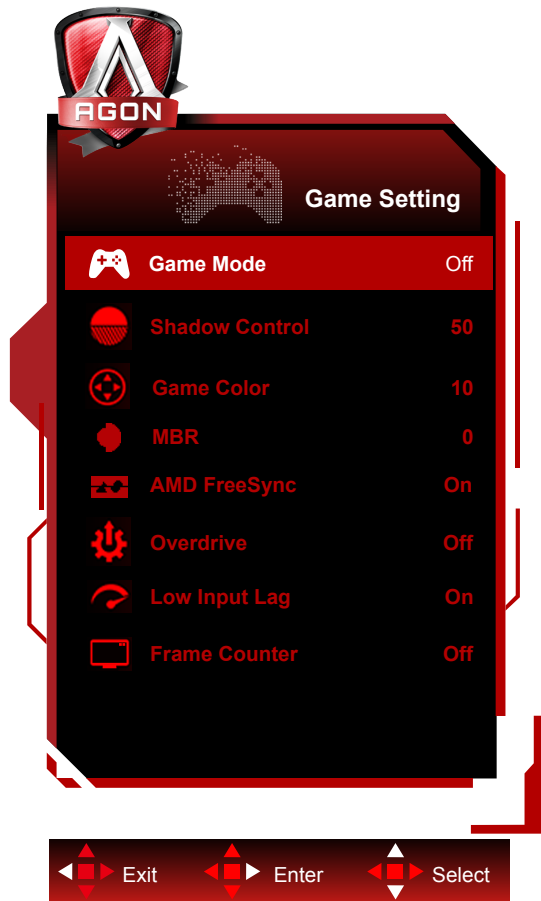 AGON
Game Setting
Game Mode Off
Shadow Control 50
Game Color 10
MBR 0
AMD FreeSync On
Overdrive Off
Low Input Lag On
Frame Counter Off
Exit Enter Select